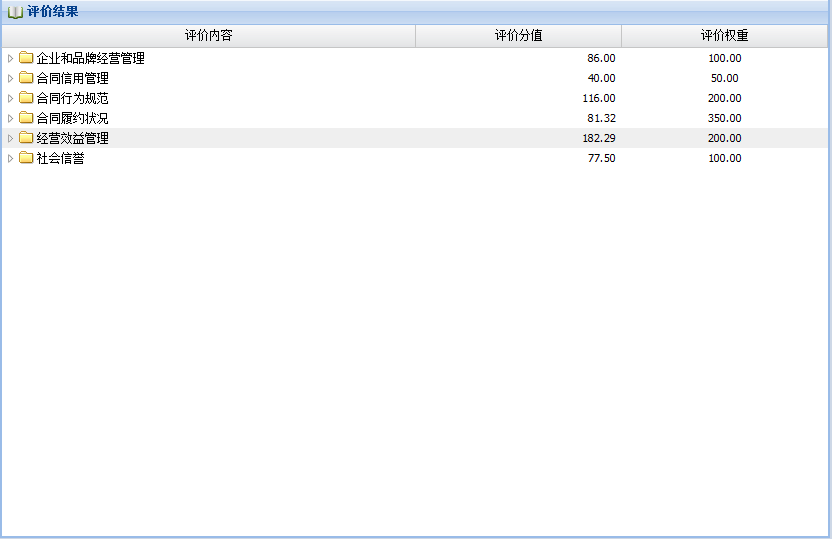 评价结果
评价内容 评价分值 评价权重
企业和品牌经营管理 86.00 100.00
合同信用管理 40.00 50.00
合同行为规范 116.00 200.00
合同履约状况 81.32 350.00
经营效益管理 182.29 200.00
社会信誉 77.50 100.00